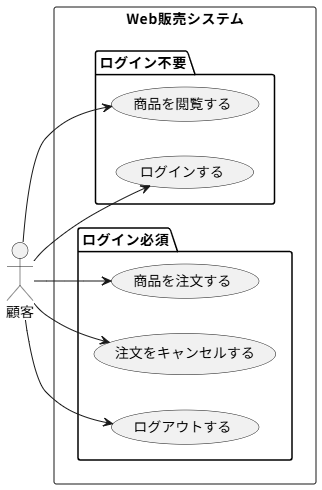 Web販売システム
ログイン不要
商品を閲覧する
ログインする
ログイン必須
商品を注文する
顧客
注文をキャンセルする
ログアウトする